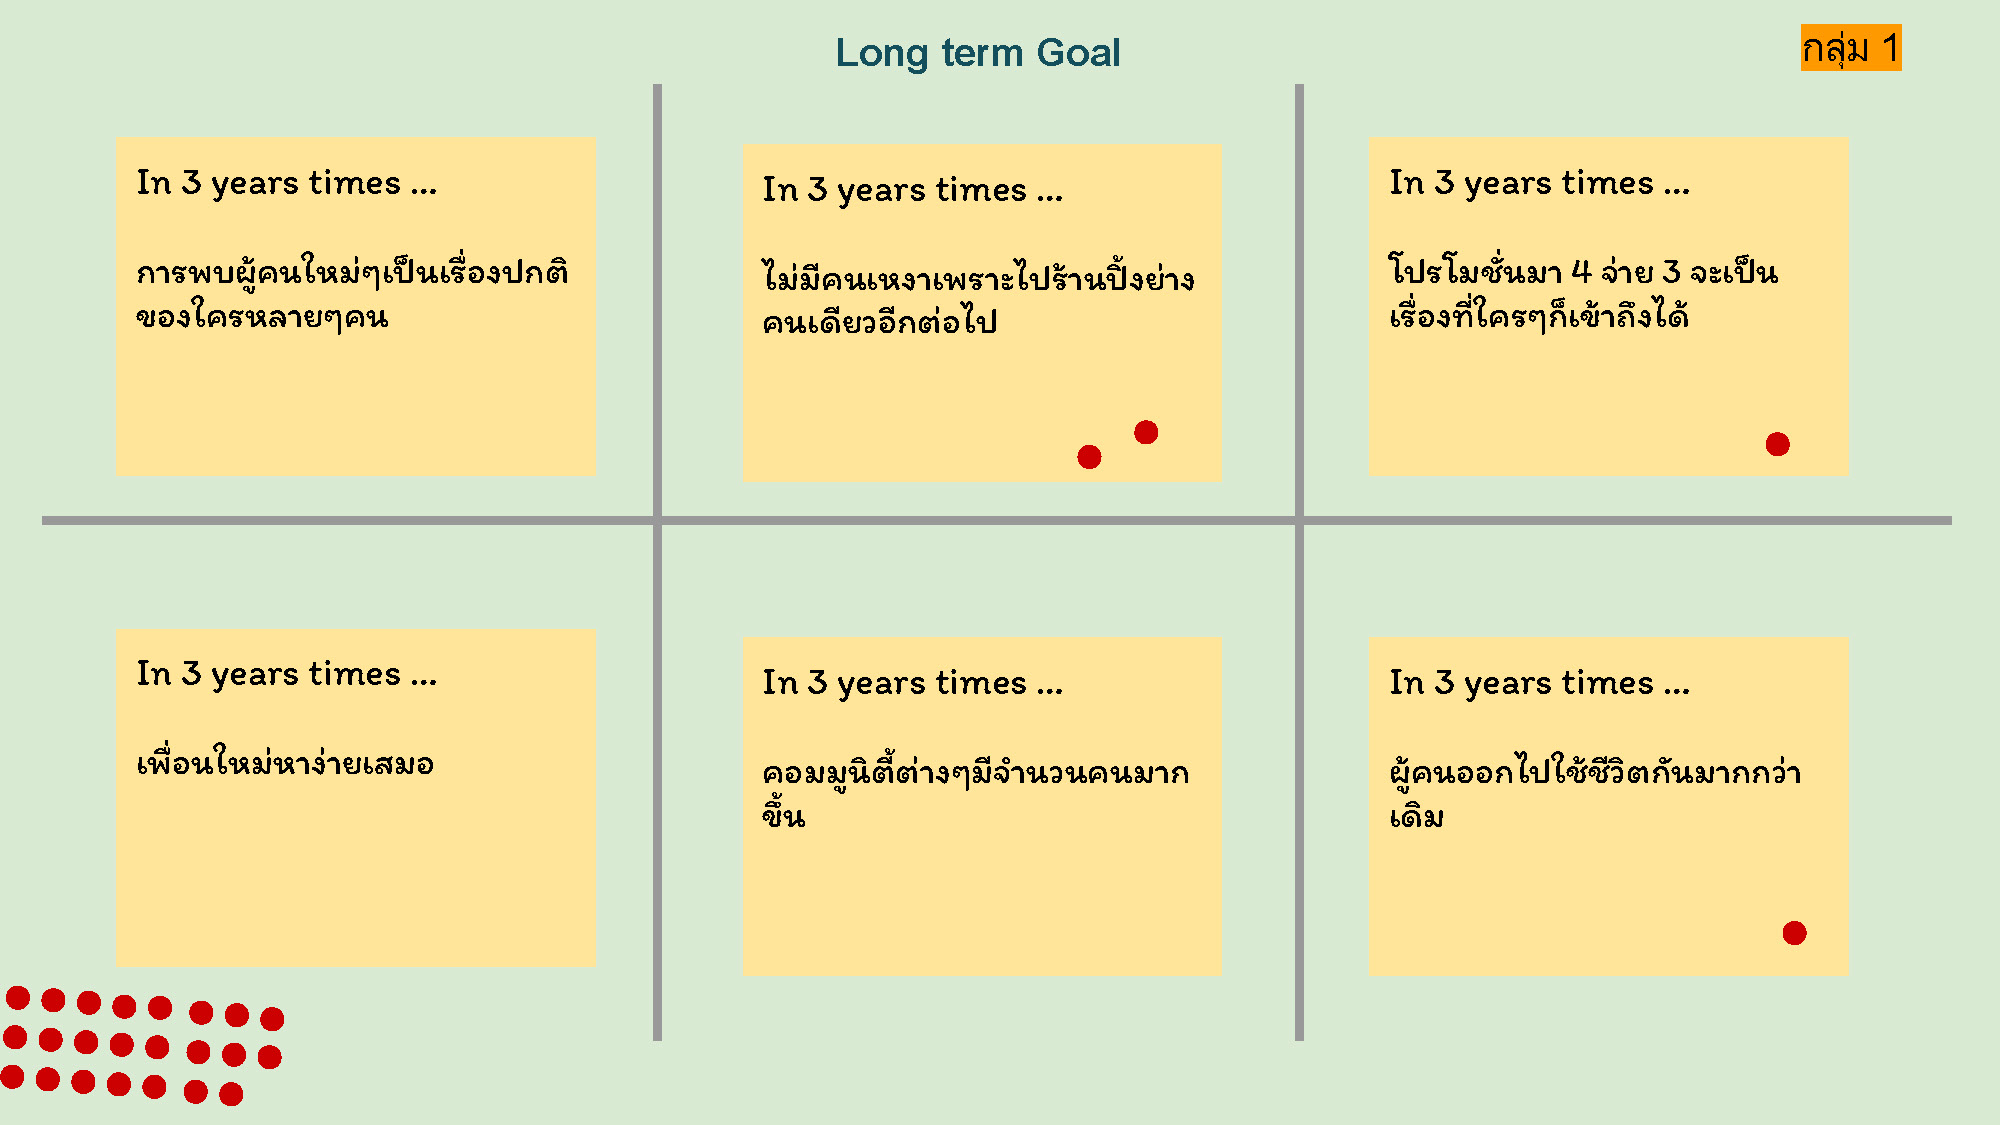 Long term Goal
กลุ่ม 1
In 3 years times ...
การพบผู้คนใหม่ๆเป็นเรื่องปกติ
ของใครหลายๆคน
In 3 years times ...
ไม่มีคนเหงาเพราะไปร้านปิ้งย่าง
คนเดียวอีกต่อไป
In 3 years times ...
โปรโมชั่นมา 4 จ่าย 3 จะเป็น
เรื่องที่ใครๆก็เข้าถึงได้
In 3 years times ...
เพื่อนใหม่หาง่ายเสมอ
In 3 years times ...
คอมมูนิตี้ต่างๆมีจำนวนคนมาก
ขึ้น
In 3 years times ...
ผู้คนออกไปใช้ชีวิตกันมากกว่า
เดิม